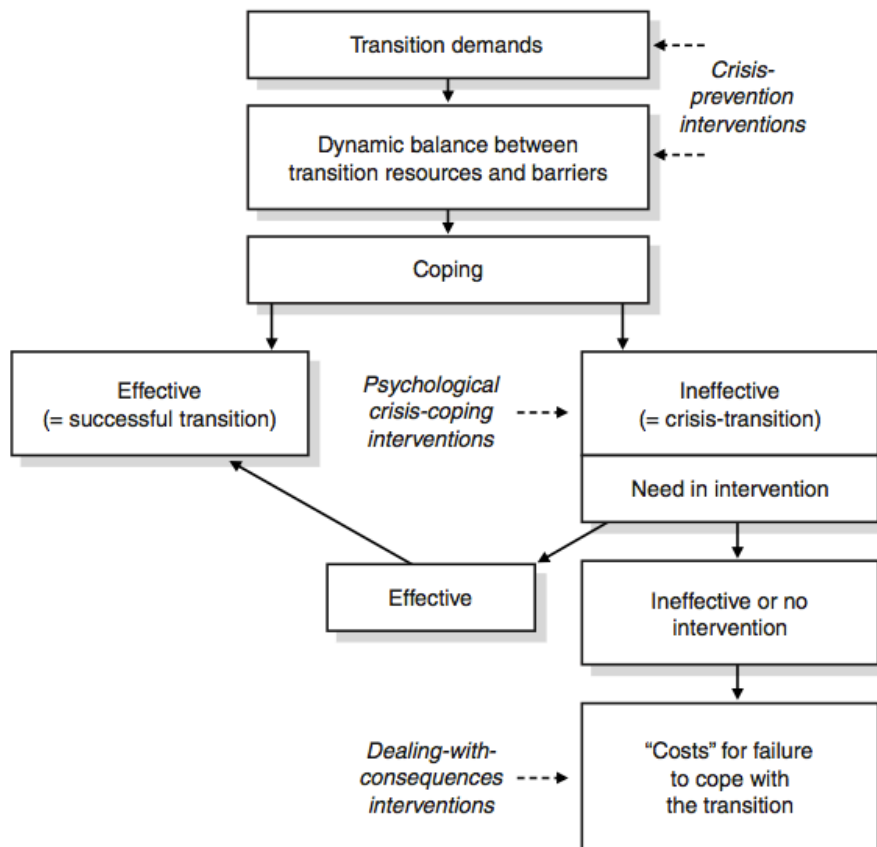 Transition demands
Crisis-
prevention
interventions
Dynamic balance between
transition resources and barriers
Coping
Effective
(= successful transition)
Psychological
crisis-coping
interventions
Ineffective
(= crisis-transition)
Need in intervention
Effective
Ineffective or no
intervention
Dealing-with-
consequences
interventions
“Costs” for failure
to cope with
the transition